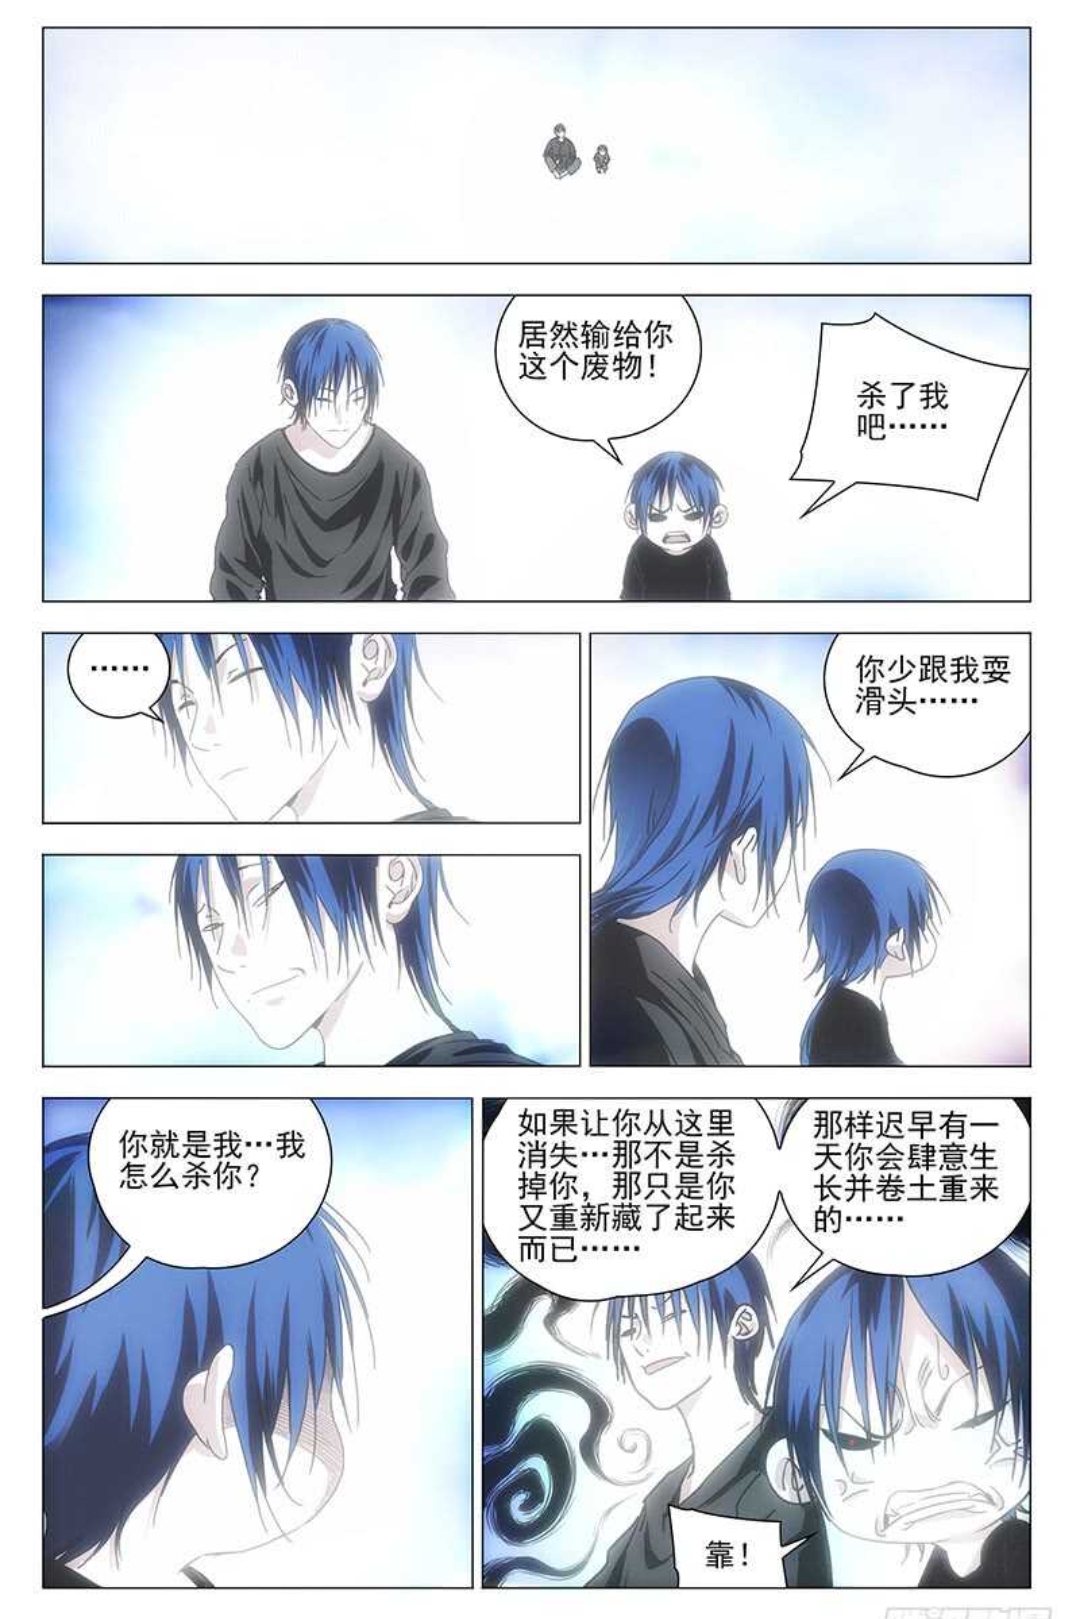 居然输给你
这个废物！
杀了我
吧……
……
你少跟我耍
滑头……
你就是我…我
怎么杀你？
如果让你从这里
消失…那不是杀
掉你，那只是你
又重新藏了起来
而已……
那样迟早有一
天你会肆意生
长并卷土重来
的……
靠！